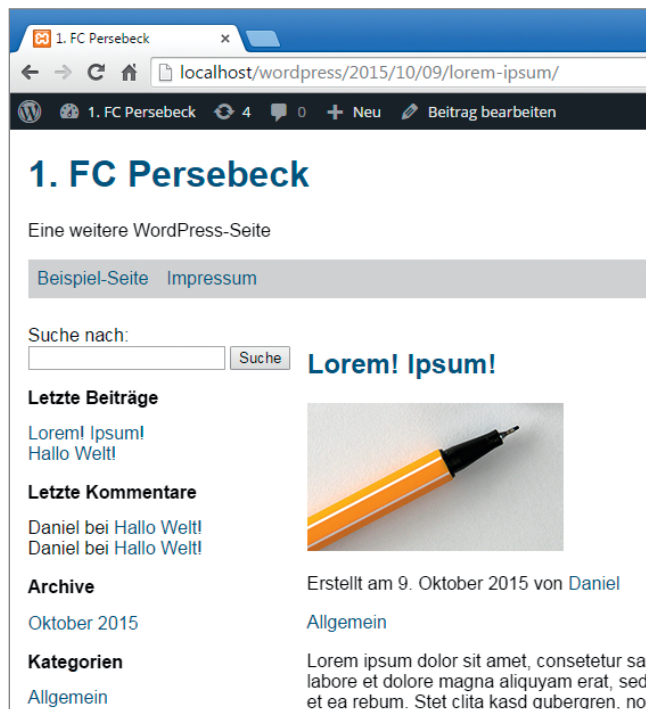 1. FC Persebeck
localhost/wordpress/2015/10/09/lorem-ipsum/
1. FC Persebeck 4 0 Neu Beitrag bearbeiten
1. FC Persebeck
Eine weitere WordPress-Seite
Beispiel-Seite Impressum
Suche nach:
Suche
Letzte Beiträge
Lorem! Ipsum!
Hallo Welt!
Letzte Kommentare
Daniel bei Hallo Welt!
Daniel bei Hallo Welt!
Archive
Oktober 2015
Kategorien
Allgemein
Lorem! Ipsum!
Erstellt am 9. Oktober 2015 von Daniel
Allgemein
Lorem ipsum dolor sit amet, consetetur sa
labore et dolore magna aliquyam erat, sed
et ea rebum. Stet clita kasd gubergren, no